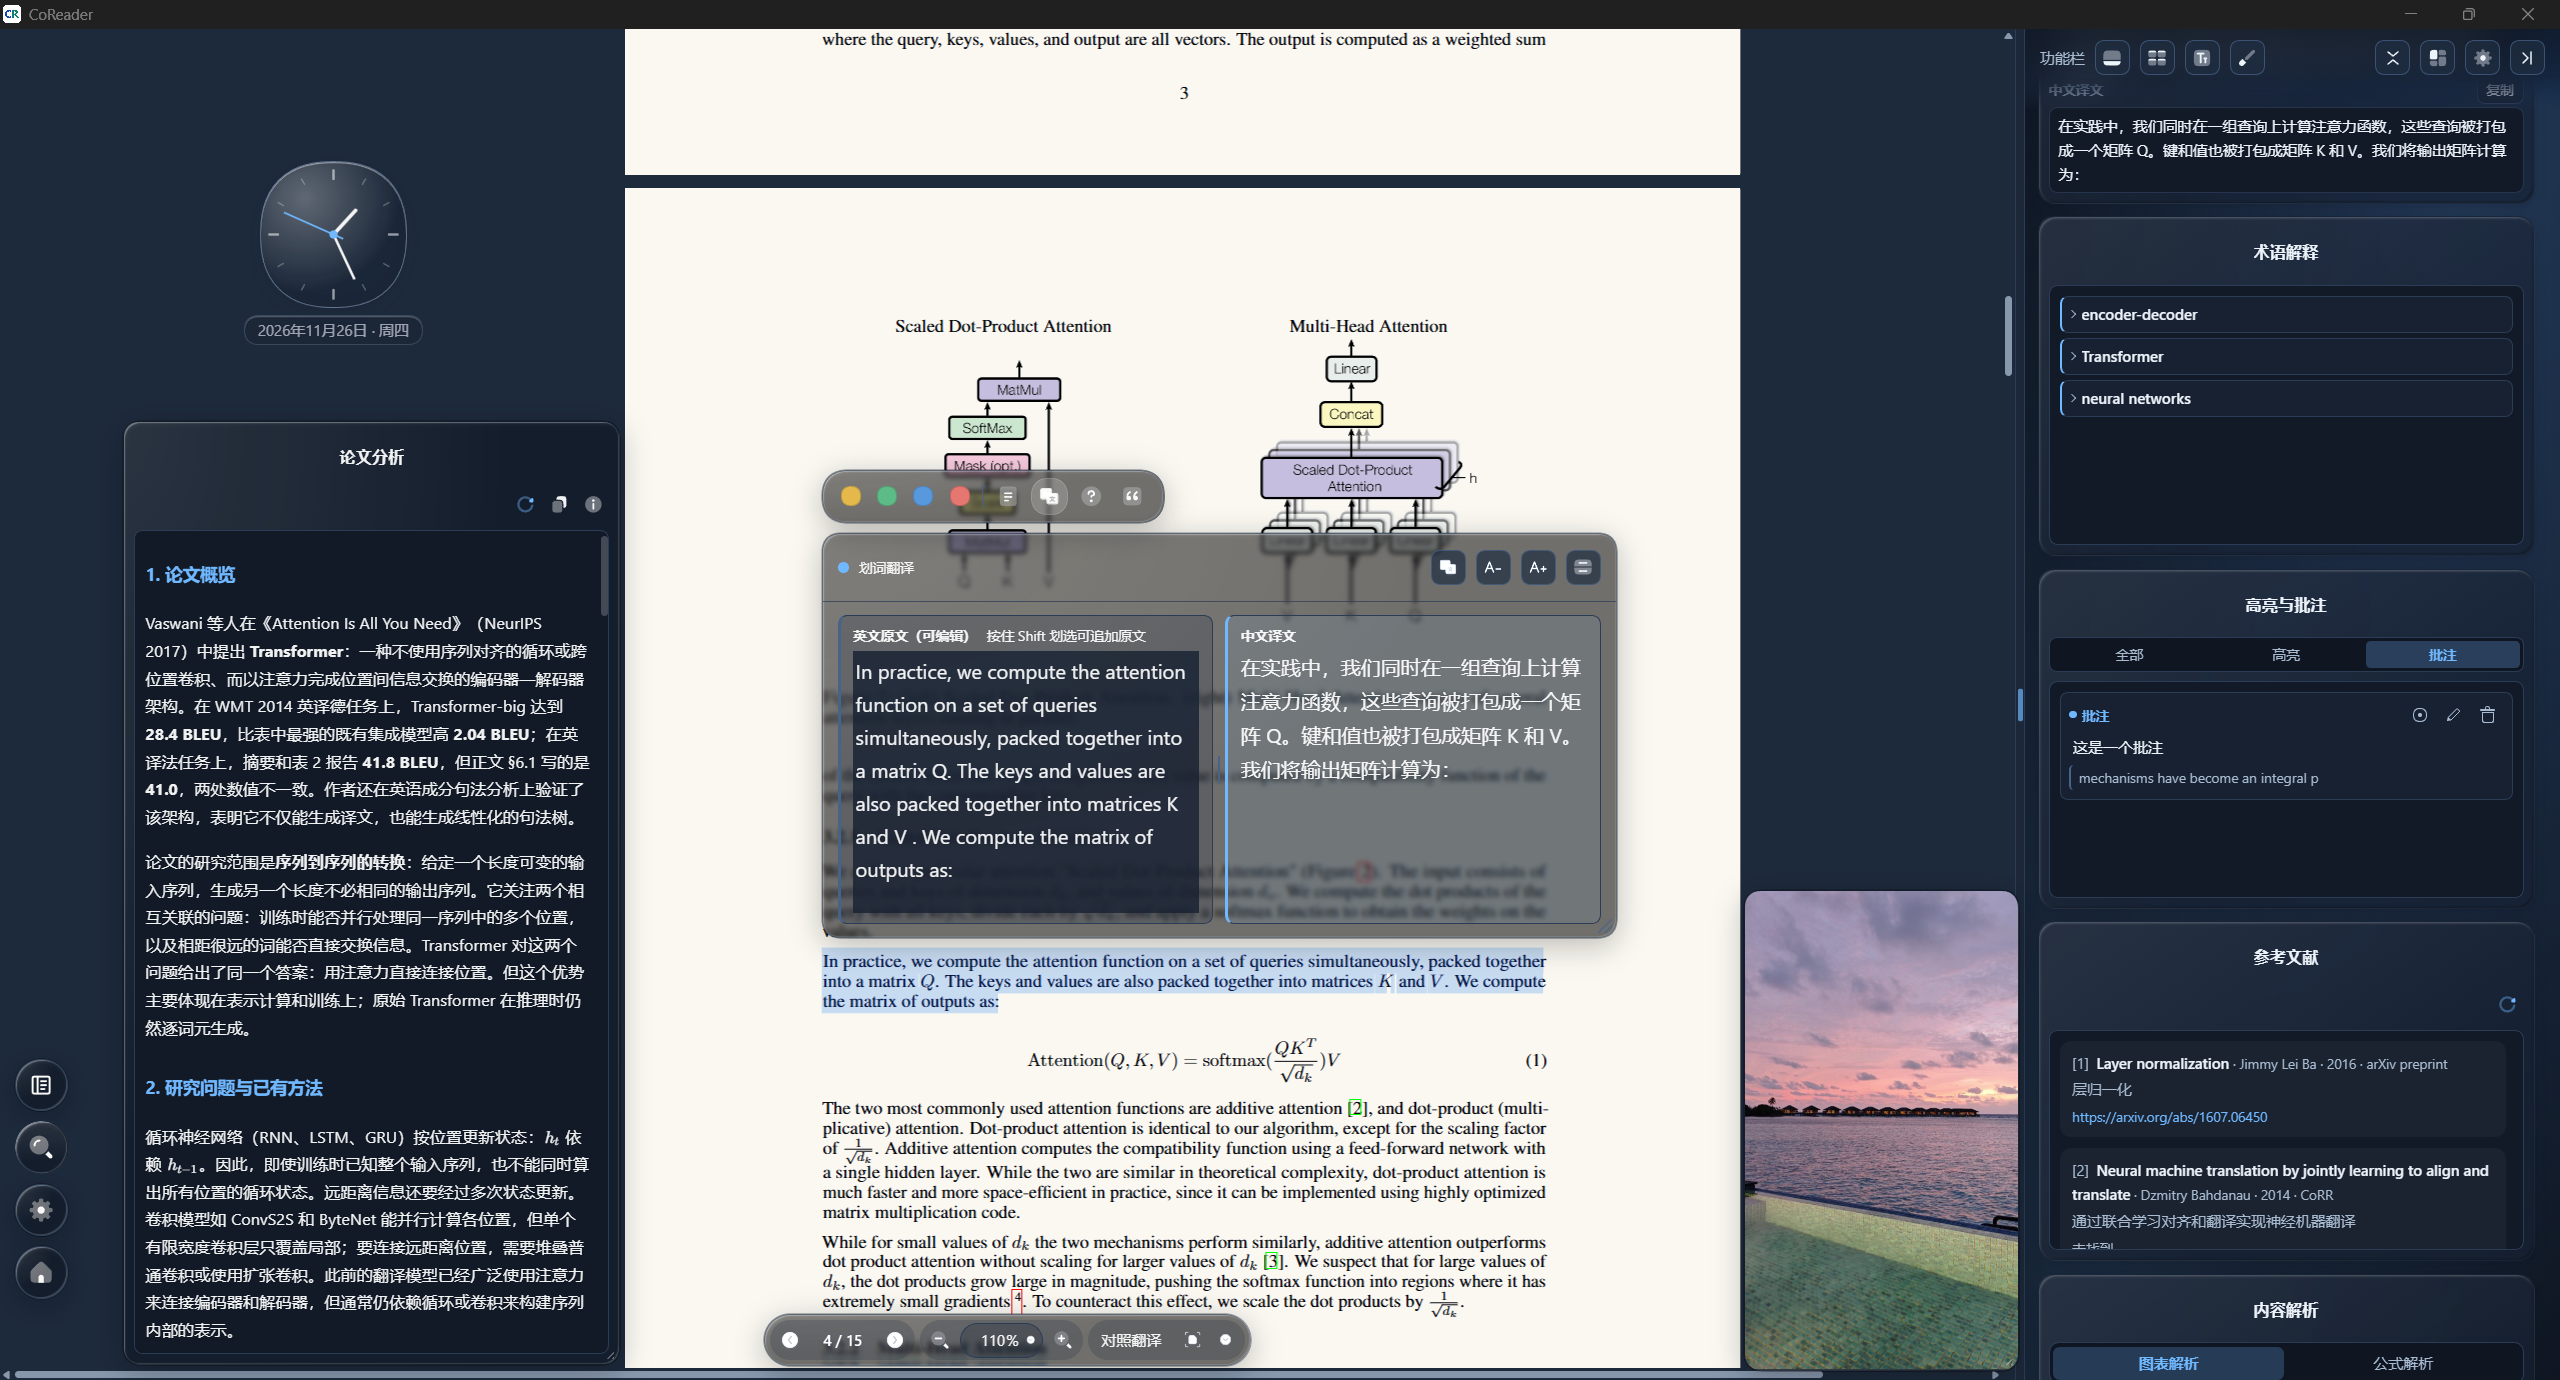 CR CoReader
where the query, keys, values, and output are all vectors. The output is computed as a weighted sum
3
2026年11月26日 · 周四
论文分析
1. 论文概览
Vaswani 等人在《Attention Is All You Need》（NeurIPS
2017）中提出 Transformer：一种不使用序列对齐的循环或跨
位置卷积、而以注意力完成位置间信息交换的编码器—解码器
架构。在 WMT 2014 英译德任务上，Transformer-big 达到
28.4 BLEU，比表中最强的既有集成模型高 2.04 BLEU；在英
译法任务上，摘要和表 2 报告 41.8 BLEU，但正文 §6.1 写的是
41.0，两处数值不一致。作者还在英语成分句法分析上验证了
该架构，表明它不仅能生成译文，也能生成线性化的句法树。
论文的研究范围是序列到序列的转换：给定一个长度可变的输
入序列，生成另一个长度不必相同的输出序列。它关注两个相
互关联的问题：训练时能否并行处理同一序列中的多个位置，
以及相距很远的词能否直接交换信息。Transformer 对这两个
问题给出了同一个答案：用注意力直接连接位置。但这个优势
主要体现在表示计算和训练上；原始 Transformer 在推理时仍
然逐词元生成。
2. 研究问题与已有方法
循环神经网络（RNN、LSTM、GRU）按位置更新状态：h_t 依
赖 h_{t−1}。因此，即使训练时已知整个输入序列，也不能同时算
出所有位置的循环状态。远距离信息还要经过多次状态更新。
卷积模型如 ConvS2S 和 ByteNet 能并行计算各位置，但单个
有限宽度卷积层只覆盖局部；要连接远距离位置，需要堆叠普
通卷积或使用扩张卷积。此前的翻译模型已经广泛使用注意力
来连接编码器和解码器，但通常仍依赖循环或卷积来构建序列
内部的表示。
Scaled Dot-Product Attention
MatMul
SoftMax
Mask (opt.)
MatMul
Q K V
Multi-Head Attention
Linear
Concat
Scaled Dot-Product
Attention
h
Linear Linear Linear
V K Q
划词翻译
A- A+
英文原文（可编辑） 按住 Shift 划选可追加原文
In practice, we compute the attention
function on a set of queries
simultaneously, packed together into
a matrix Q. The keys and values are
also packed together into matrices K
and V . We compute the matrix of
outputs as:
中文译文
在实践中，我们同时在一组查询上计算
注意力函数，这些查询被打包成一个矩
阵 Q。键和值也被打包成矩阵 K 和 V。
我们将输出矩阵计算为：
In practice, we compute the attention function on a set of queries simultaneously, packed together
into a matrix Q. The keys and values are also packed together into matrices K and V. We compute
the matrix of outputs as:
Attention(Q, K, V) = softmax(QK^T/√d_k)V (1)
The two most commonly used attention functions are additive attention [2], and dot-product (multi-
plicative) attention. Dot-product attention is identical to our algorithm, except for the scaling factor
of 1/√d_k. Additive attention computes the compatibility function using a feed-forward network with
a single hidden layer. While the two are similar in theoretical complexity, dot-product attention is
much faster and more space-efficient in practice, since it can be implemented using highly optimized
matrix multiplication code.
While for small values of d_k the two mechanisms perform similarly, additive attention outperforms
dot product attention without scaling for larger values of d_k [3]. We suspect that for large values of
d_k, the dot products grow large in magnitude, pushing the softmax function into regions where it has
extremely small gradients 4. To counteract this effect, we scale the dot products by 1/√d_k.
4 / 15 110% 对照翻译
功能栏
中文译文 复制
在实践中，我们同时在一组查询上计算注意力函数，这些查询被打包
成一个矩阵 Q。键和值也被打包成矩阵 K 和 V。我们将输出矩阵计算
为：
术语解释
encoder-decoder
Transformer
neural networks
高亮与批注
全部 高亮 批注
批注
这是一个批注
mechanisms have become an integral p
参考文献
[1] Layer normalization · Jimmy Lei Ba · 2016 · arXiv preprint
层归一化
https://arxiv.org/abs/1607.06450
[2] Neural machine translation by jointly learning to align and
translate · Dzmitry Bahdanau · 2014 · CoRR
通过联合学习对齐和翻译实现神经机器翻译
内容解析
图表解析 公式解析